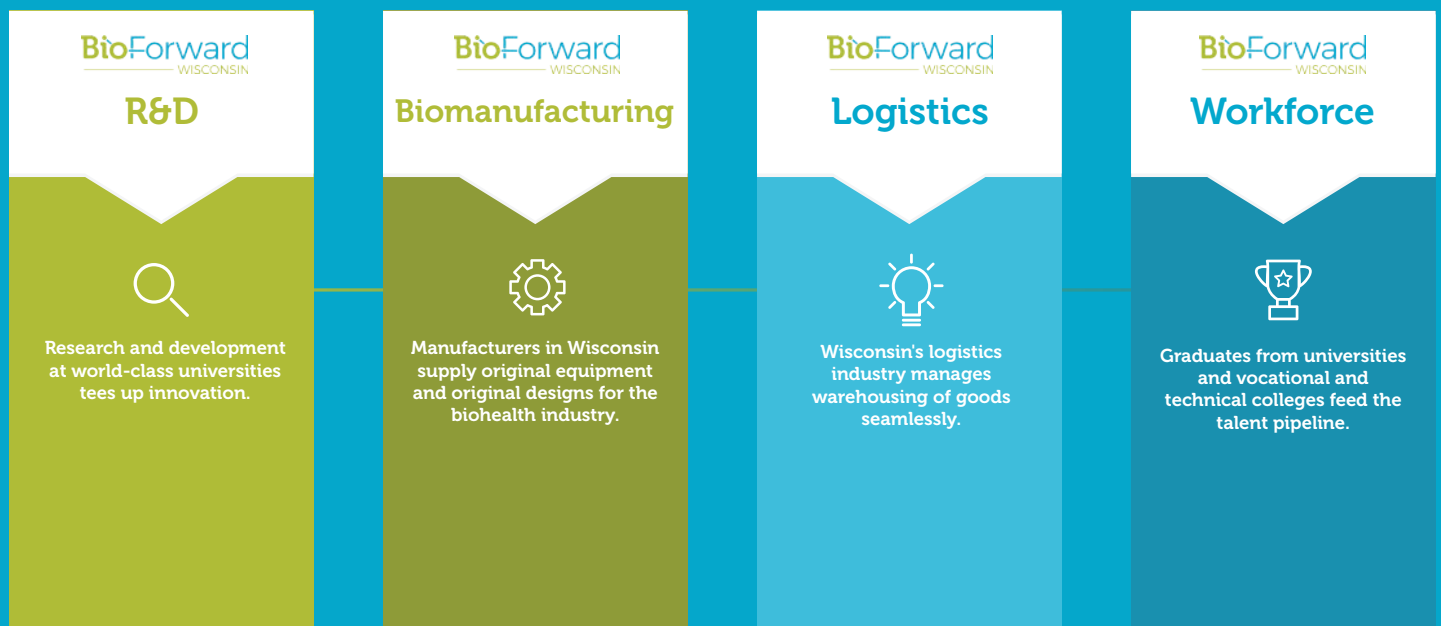 BioForward
WISCONSIN
R&D
Research and development
at world-class universities
tees up innovation.
BioForward
WISCONSIN
Biomanufacturing
Manufacturers in Wisconsin
supply original equipment
and original designs for the
biohealth industry.
BioForward
WISCONSIN
Logistics
Wisconsin's logistics
industry manages
warehousing of goods
seamlessly.
BioForward
WISCONSIN
Workforce
Graduates from universities
and vocational and
technical colleges feed the
talent pipeline.